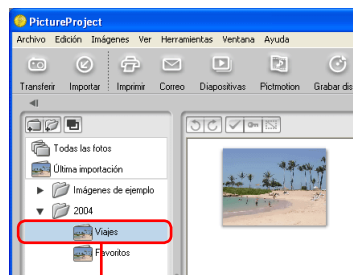 PictureProject
Archivo Edición Imágenes Ver Herramientas Ventana Ayuda
Transferir Importar Imprimir Correo Diapositivas Pictmotion Grabar dis
Todas las fotos
Última importación
Imágenes de ejemplo
2004
Viajes
Favoritos